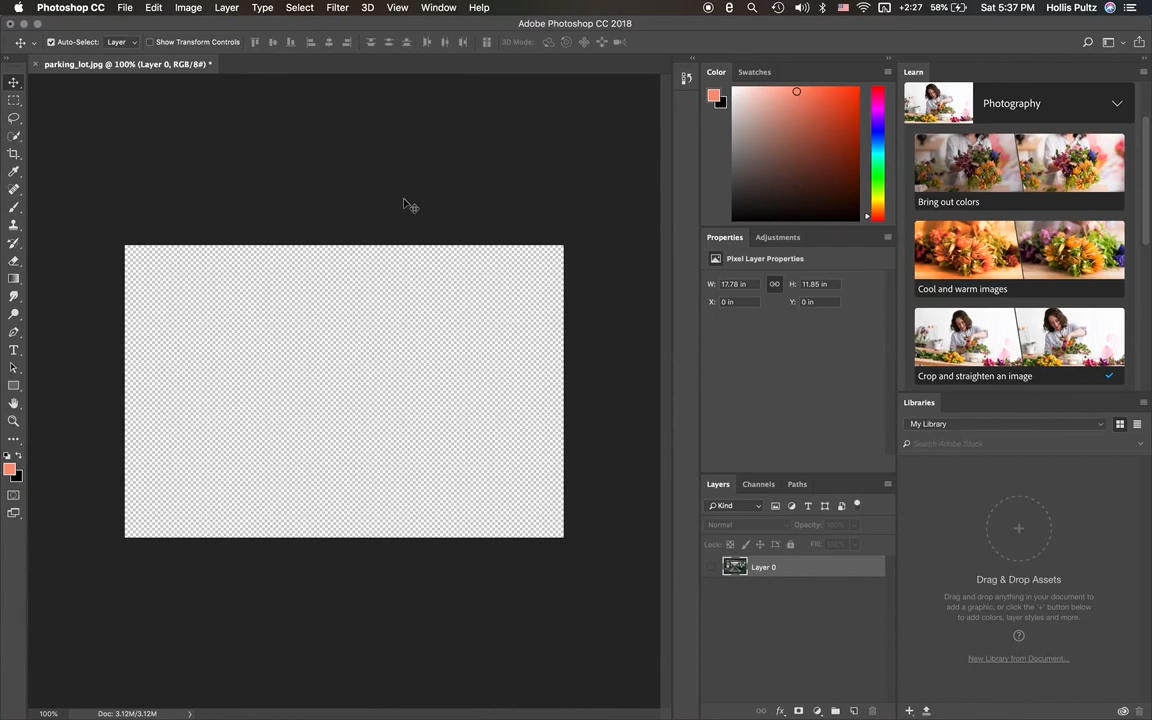 Photoshop CC File Edit Image Layer Type Select Filter 3D View Window Help +2:27 58% Sat 5:37 PM Hollis Pultz
Adobe Photoshop CC 2018
Auto-Select: Layer Show Transform Controls 3D Mode:
× parking_lot.jpg @ 100% (Layer 0, RGB/8#) *
Color Swatches
Learn
Photography
Bring out colors
Cool and warm images
Crop and straighten an image
Properties Adjustments
Pixel Layer Properties
W: 17.78 in H: 11.85 in
X: 0 in Y: 0 in
Libraries
My Library
Search Adobe Stock
Layers Channels Paths
Kind
Normal Opacity: 100%
Lock: Fill: 100%
Layer 0
Drag & Drop Assets
Drag and drop anything in your document to
add a graphic, or click the '+' button below
to add colors, layer styles and more.
New Library from Document...
100% Doc: 3.12M/3.12M